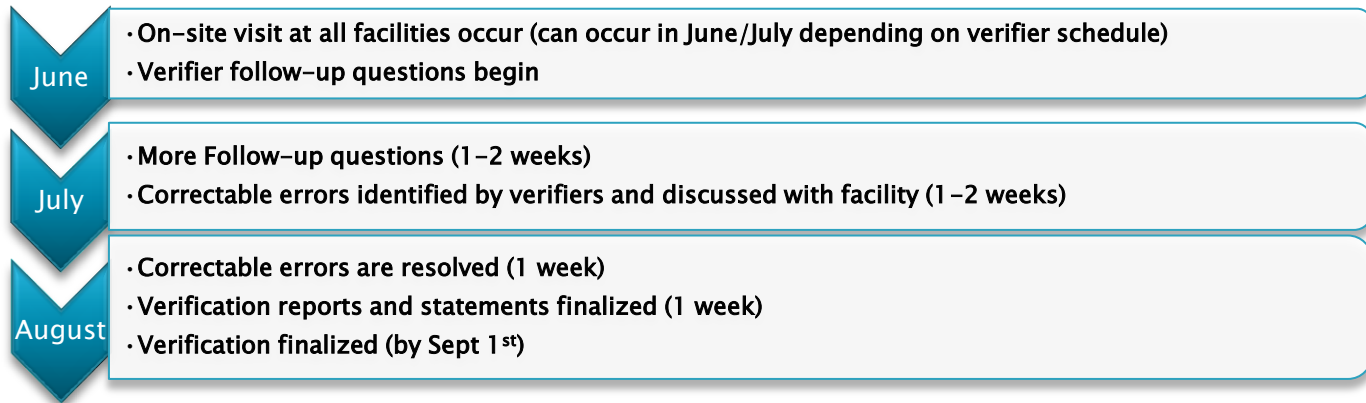 June
· On-site visit at all facilities occur (can occur in June/July depending on verifier schedule)
· Verifier follow-up questions begin
July
· More Follow-up questions (1-2 weeks)
· Correctable errors identified by verifiers and discussed with facility (1-2 weeks)
August
· Correctable errors are resolved (1 week)
· Verification reports and statements finalized (1 week)
· Verification finalized (by Sept 1st)